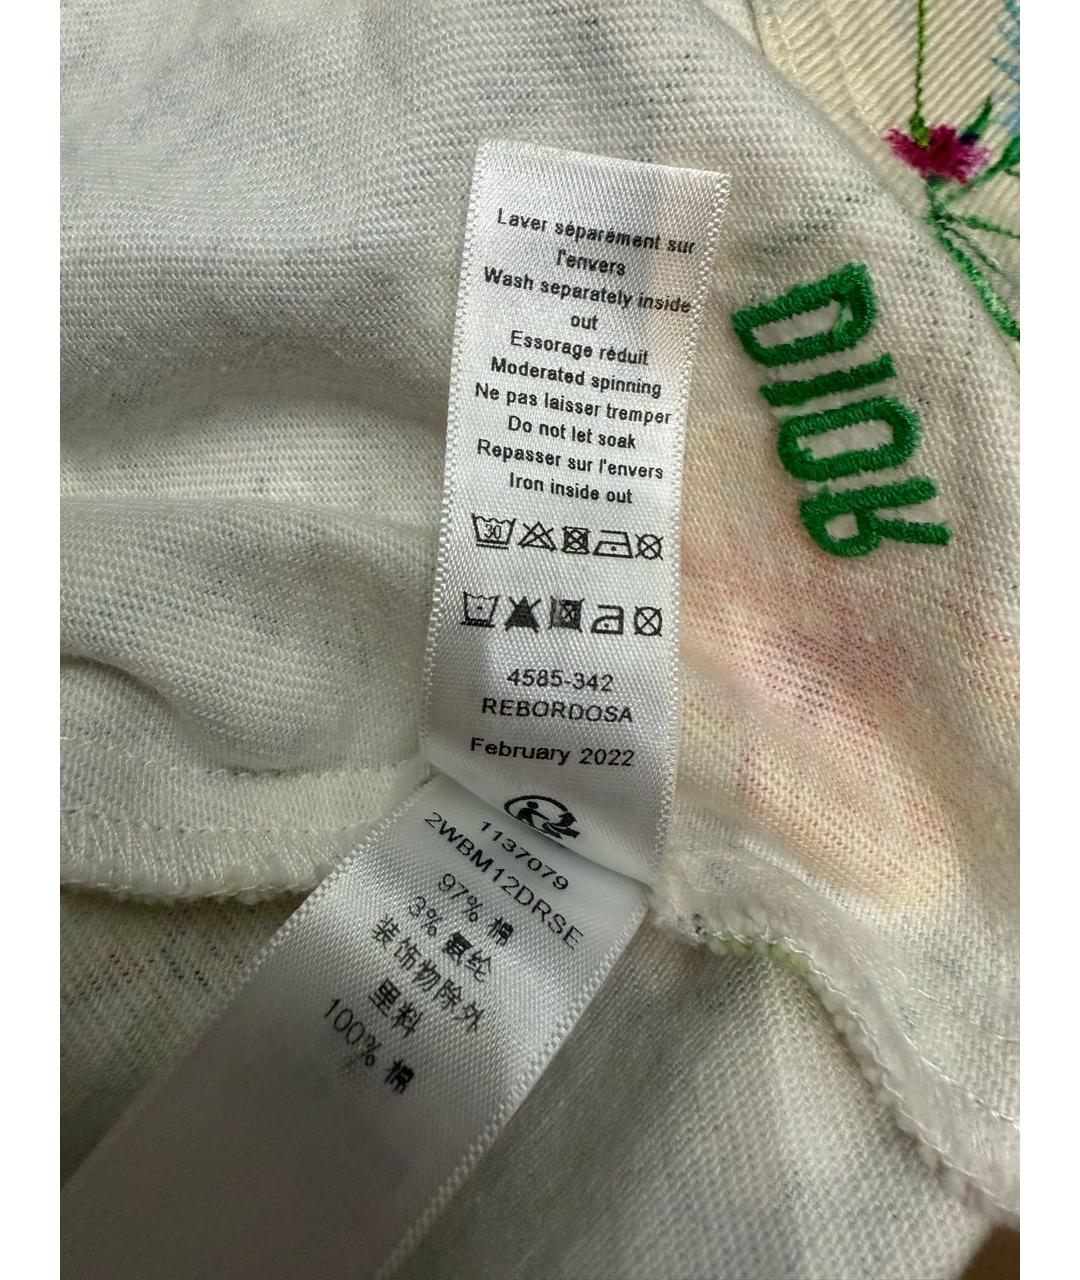 Laver séparément sur
l'envers
Wash separately inside
out
Essorage réduit
Moderated spinning
Ne pas laisser tremper
Do not let soak
Repasser sur l'envers
Iron inside out
30
4585-342
REBORDOSA
February 2022
1137079
2WBM12DRSE
97% 棉
3% 氨纶
装饰物除外
里料
100% 棉
DIOR